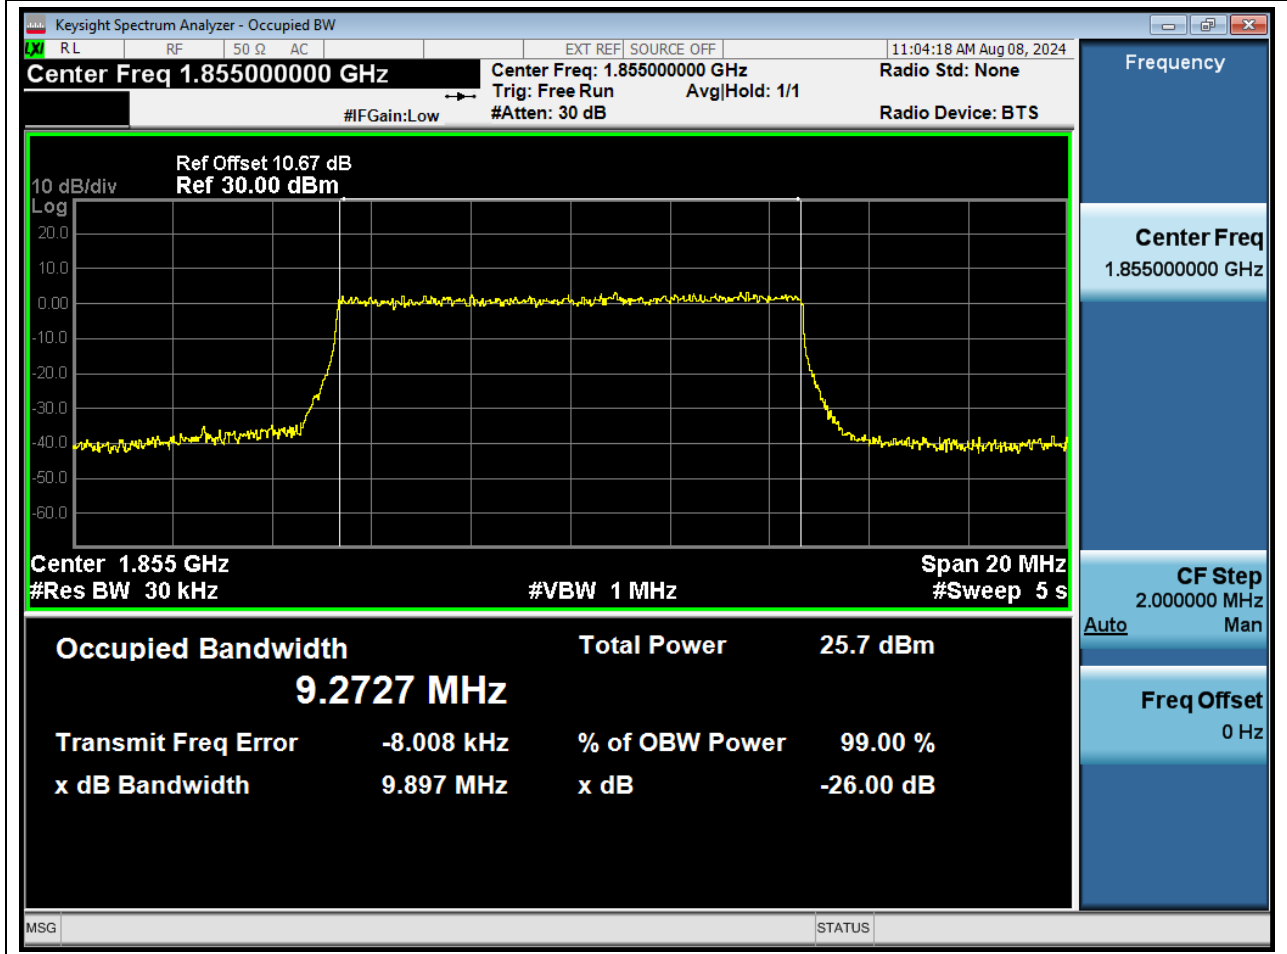 Keysight Spectrum Analyzer - Occupied BW
LXI RL RF 50 Ω AC EXT REF SOURCE OFF 11:04:18 AM Aug 08, 2024
Center Freq 1.855000000 GHz
Center Freq: 1.855000000 GHz
Radio Std: None
Trig: Free Run Avg|Hold: 1/1
#IFGain:Low
#Atten: 30 dB
Radio Device: BTS
Ref Offset 10.67 dB
10 dB/div Ref 30.00 dBm
Log
20.0
10.0
0.00
-10.0
-20.0
-30.0
-40.0
-50.0
-60.0
Center 1.855 GHz Span 20 MHz
#Res BW 30 kHz #VBW 1 MHz #Sweep 5 s
Occupied Bandwidth Total Power 25.7 dBm
9.2727 MHz
Transmit Freq Error -8.008 kHz % of OBW Power 99.00 %
x dB Bandwidth 9.897 MHz x dB -26.00 dB
Frequency
Center Freq
1.855000000 GHz
CF Step
2.000000 MHz
Auto Man
Freq Offset
0 Hz
MSG STATUS